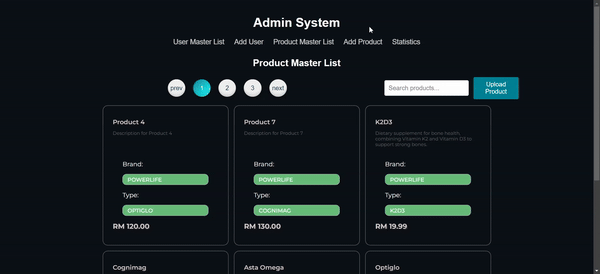 Admin System
User Master List Add User Product Master List Add Product Statistics
Product Master List
prev 1 2 3 next Search products... Upload Product
Product 4
Description for Product 4
Brand:
POWERLIFE
Type:
OPTIGLO
RM 120.00
Product 7
Description for Product 7
Brand:
POWERLIFE
Type:
COGNIMAG
RM 130.00
K2D3
Dietary supplement for bone health,
combining Vitamin K2 and Vitamin D3 to
support strong bones.
Brand:
POWERLIFE
Type:
K2D3
RM 19.99
Cognimag
Asta Omega
Optiglo